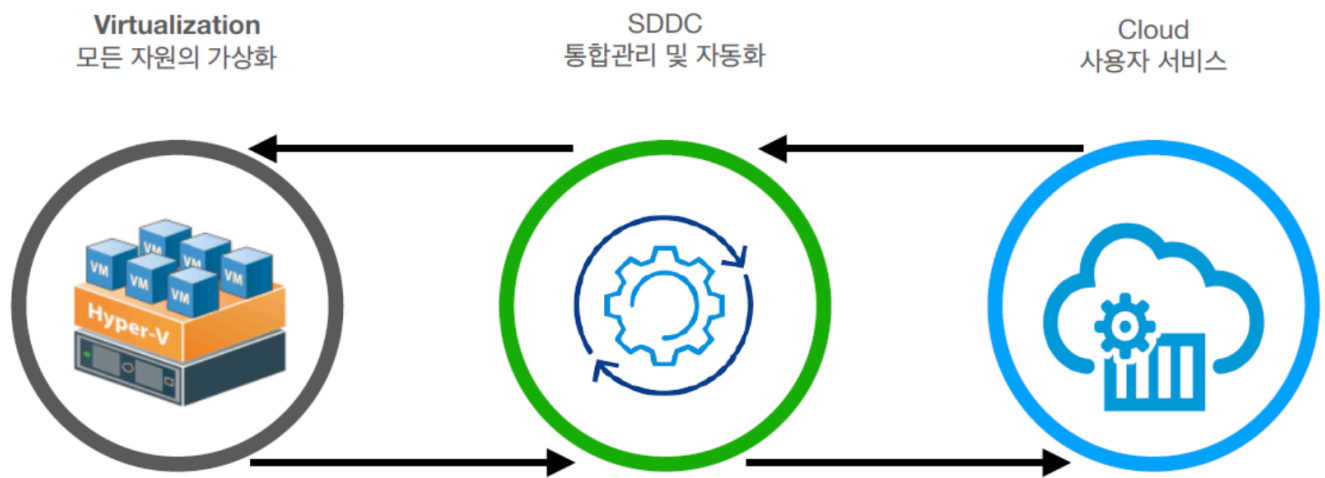 Virtualization
모든 자원의 가상화
SDDC
통합관리 및 자동화
Cloud
사용자 서비스
VM
VM
VM
VM
VM
VM
Hyper-V